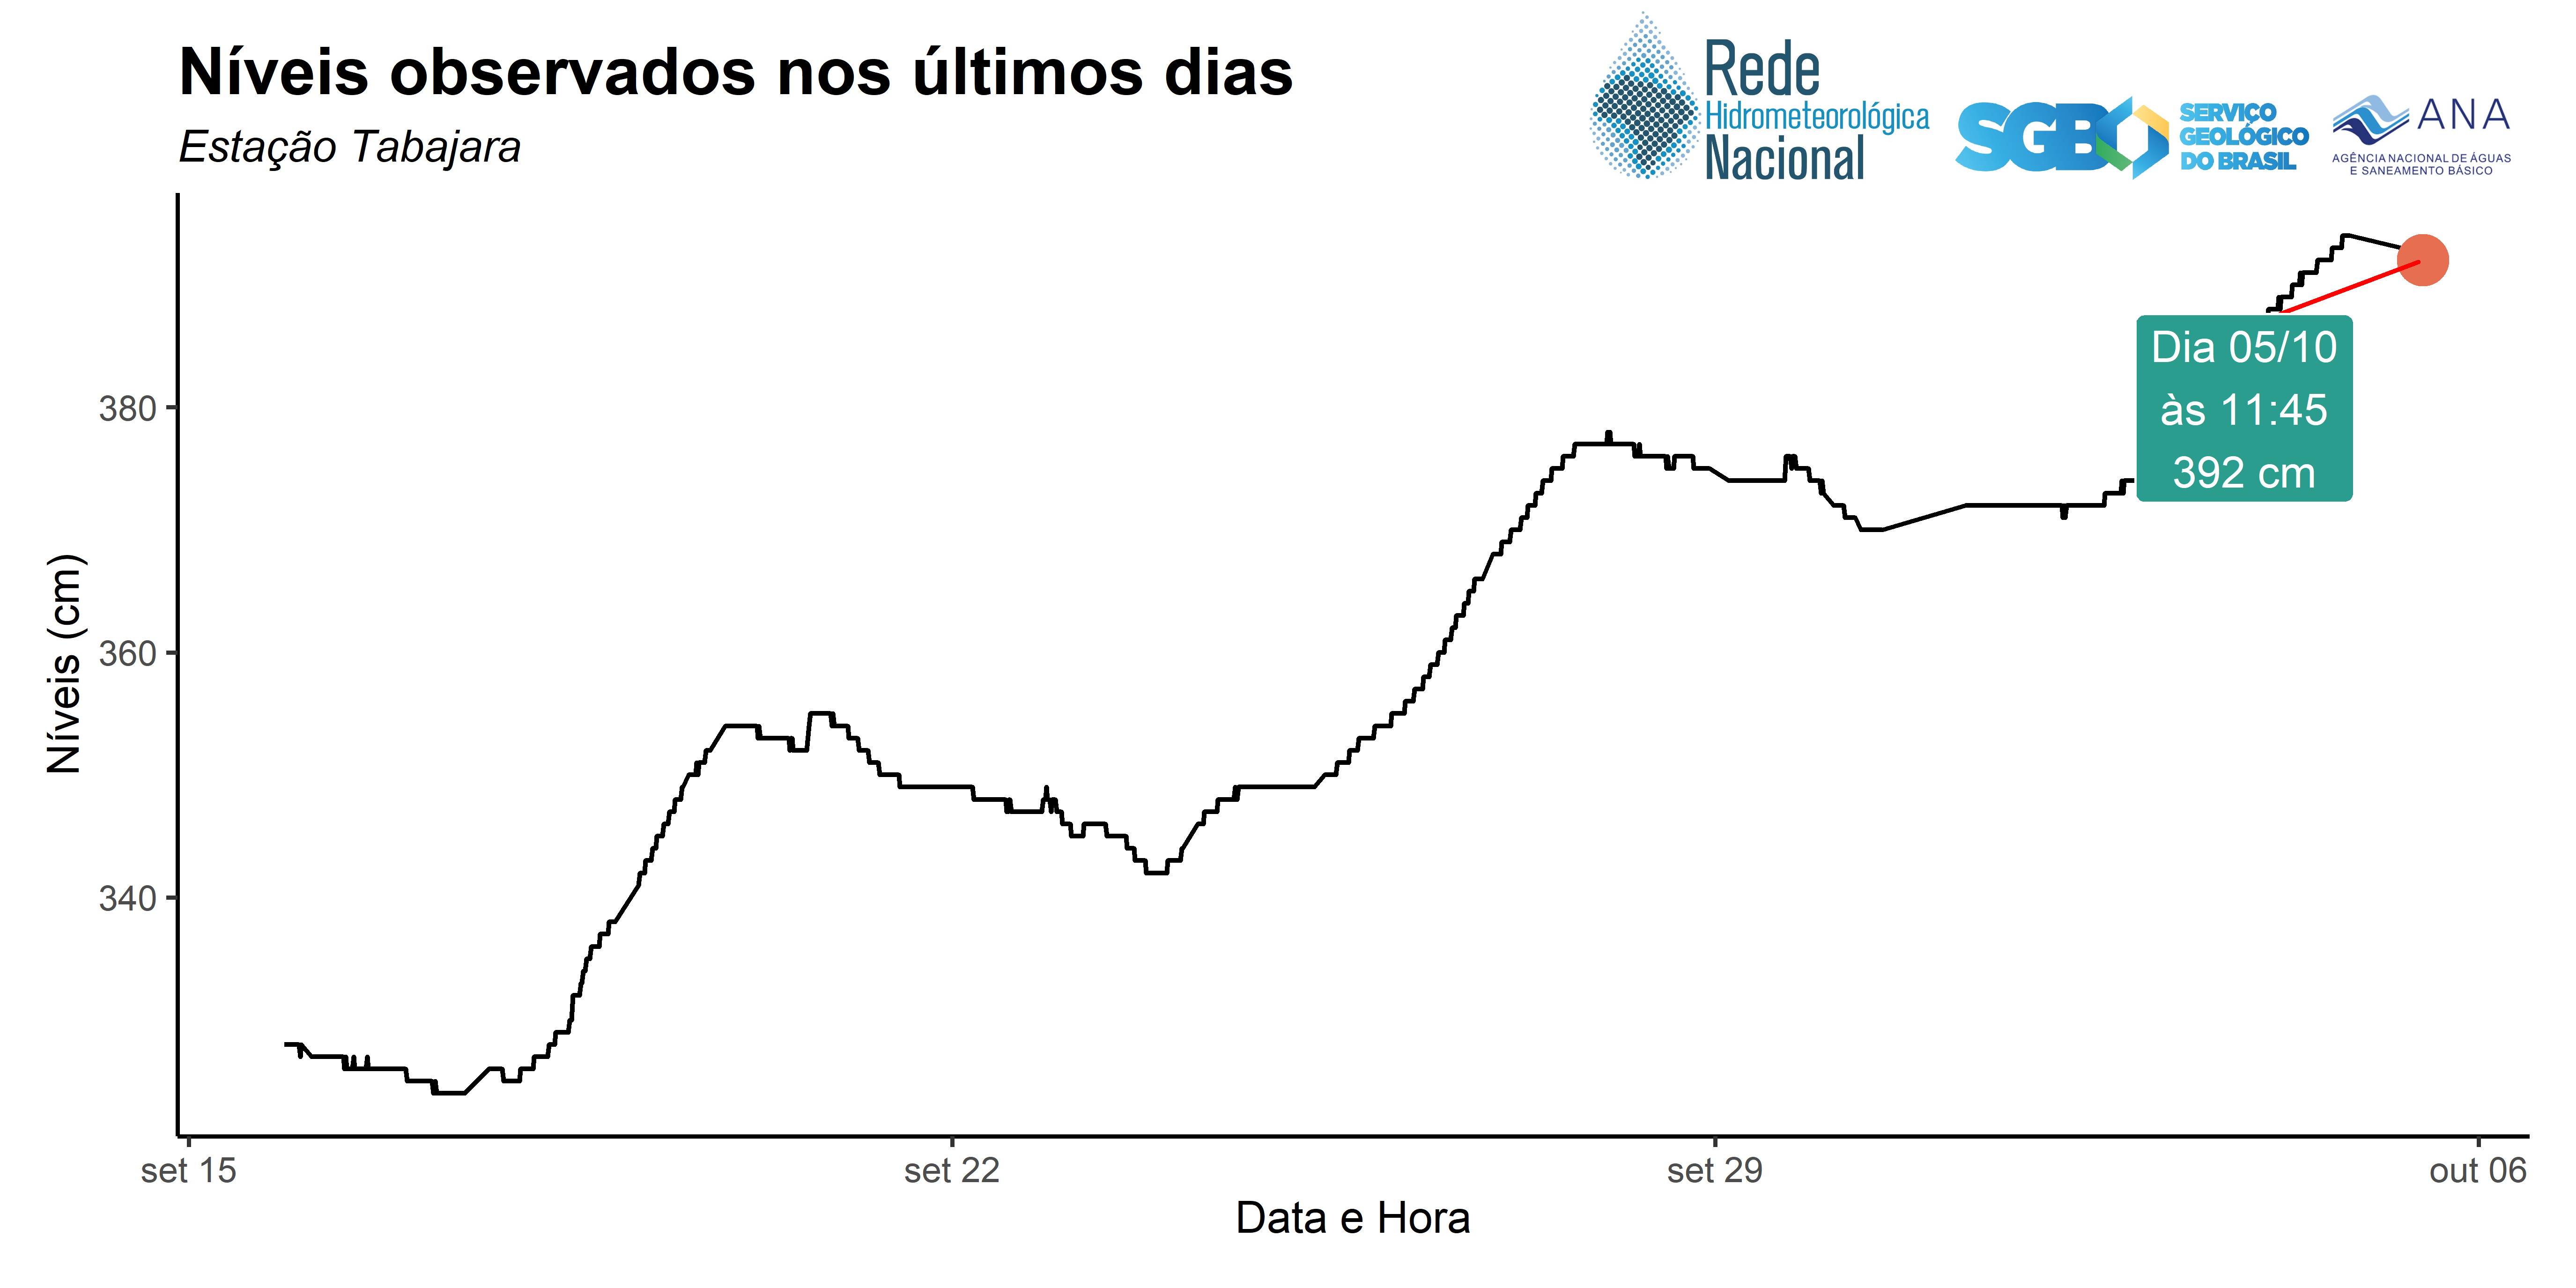 Níveis observados nos últimos dias
Estação Tabajara
Rede
Hidrometeorológica
Nacional
SGB
SERVIÇO
GEOLÓGICO
DO BRASIL
ANA
AGÊNCIA NACIONAL DE ÁGUAS
E SANEAMENTO BÁSICO
Níveis (cm)
380
360
340
Dia 05/10
às 11:45
392 cm
set 15
set 22
set 29
out 06
Data e Hora